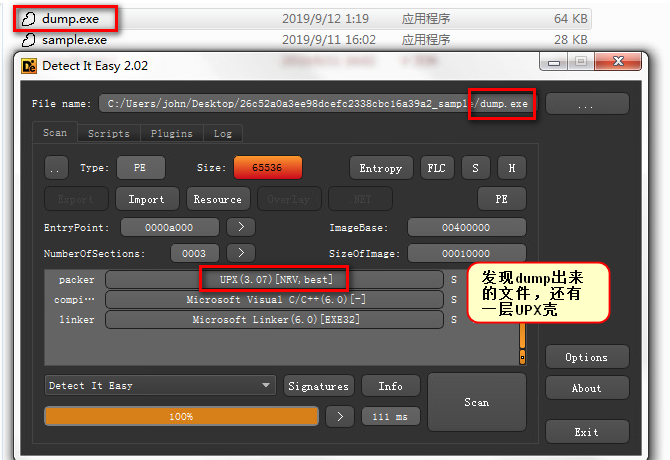 dump.exe 2019/9/12 1:19 应用程序 64 KB
sample.exe 2019/9/11 16:02 应用程序 28 KB
Detect It Easy 2.02
File name: C:/Users/john/Desktop/26c52a0a3ee98dcefc2338cbc16a39a2_sample/dump.exe ...
Scan Scripts Plugins Log
.. Type: PE Size: 65536 Entropy FLC S H
Export Import Resource Overlay .NET PE
EntryPoint: 0000a000 > ImageBase: 00400000
NumberOfSections: 0003 > SizeOfImage: 00010000
packer UPX(3.07)[NRV,best] S
compi… Microsoft Visual C/C++(6.0)[-] S
linker Microsoft Linker(6.0)[EXE32] S
发现dump出来
的文件，还有
一层UPX壳
Options
Detect It Easy Signatures Info Scan About
100% > 111 ms
Exit